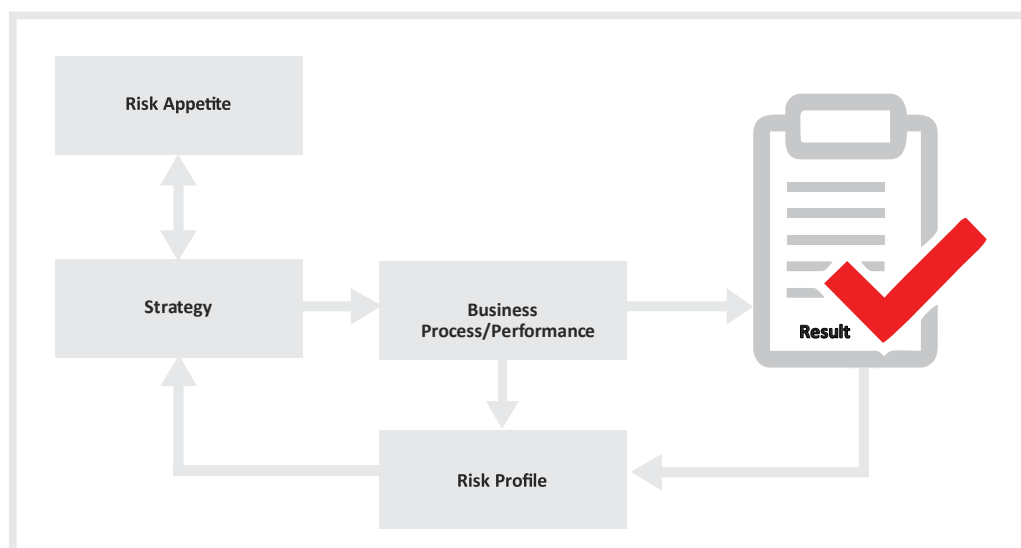 Risk Appetite
Strategy
Business
Process/Performance
Result
Risk Profile